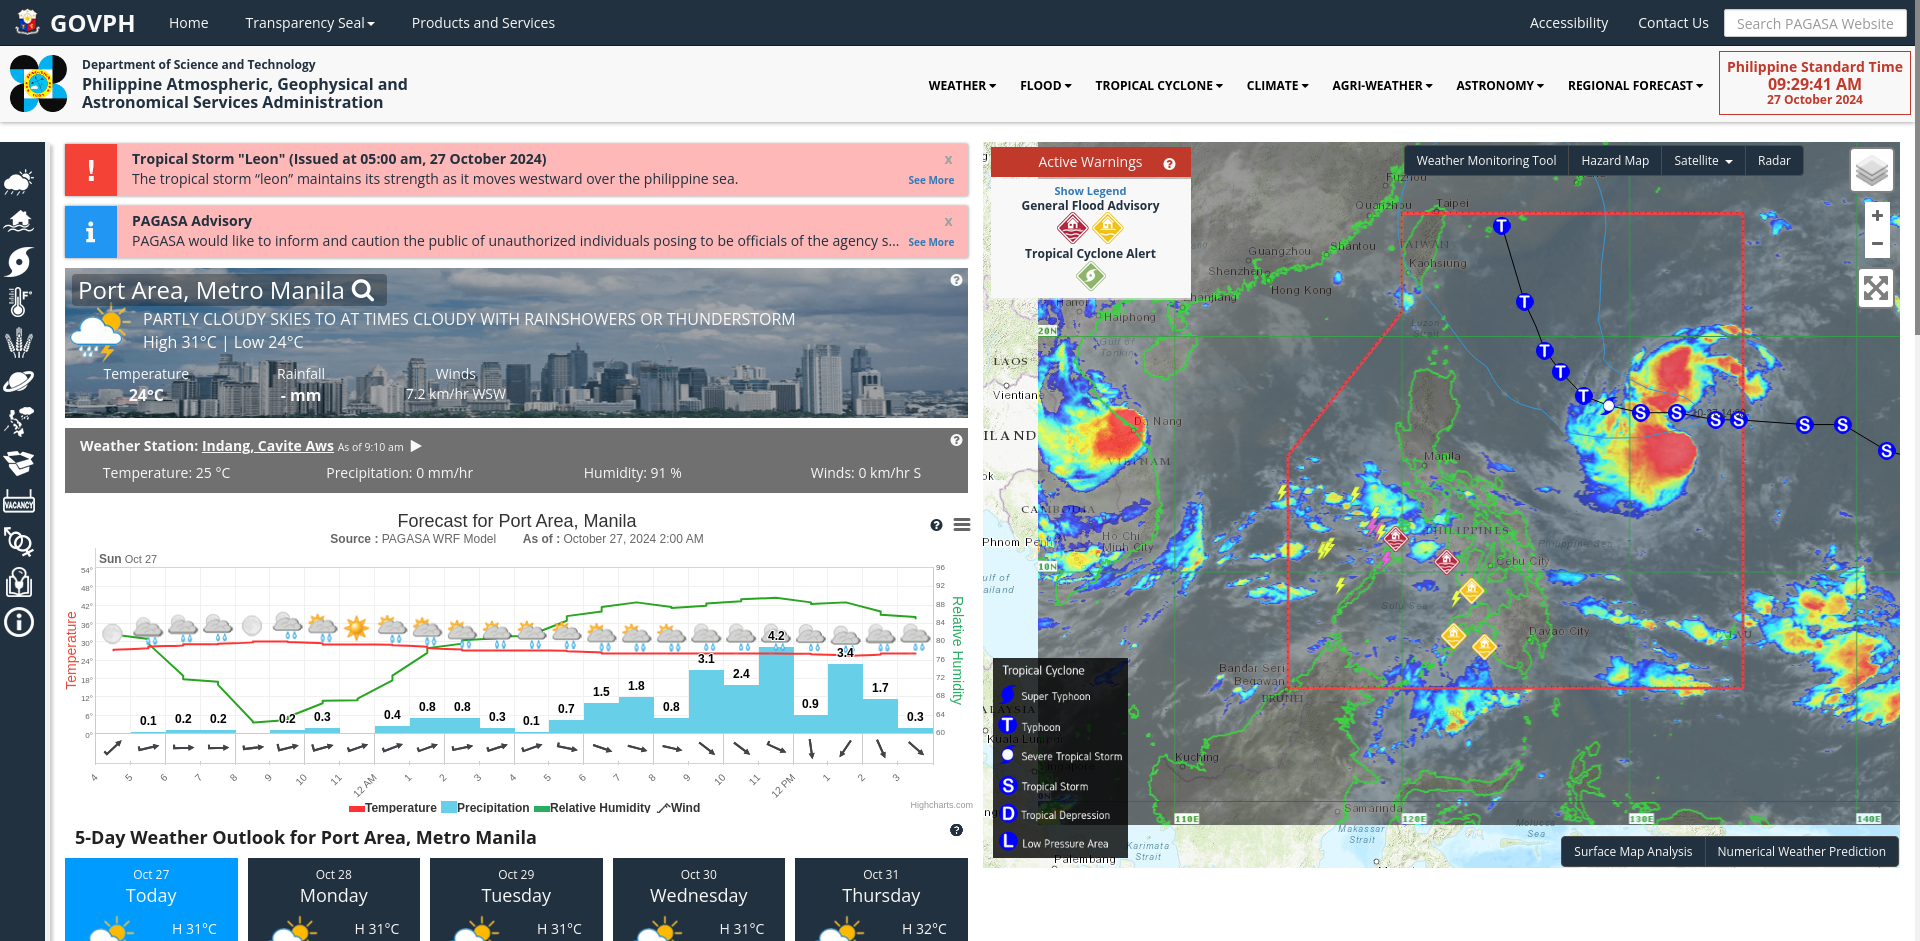 GOVPH
Home
Transparency Seal
Products and Services
Accessibility
Contact Us
Search PAGASA Website
Department of Science and Technology
Philippine Atmospheric, Geophysical and
Astronomical Services Administration
WEATHER
FLOOD
TROPICAL CYCLONE
CLIMATE
AGRI-WEATHER
ASTRONOMY
REGIONAL FORECAST
Philippine Standard Time
09:29:41 AM
27 October 2024
VACANCY
Tropical Storm "Leon" (Issued at 05:00 am, 27 October 2024)
x
The tropical storm “leon” maintains its strength as it moves westward over the philippine sea.
See More
PAGASA Advisory
x
PAGASA would like to inform and caution the public of unauthorized individuals posing to be officials of the agency s...
See More
Port Area, Metro Manila
PARTLY CLOUDY SKIES TO AT TIMES CLOUDY WITH RAINSHOWERS OR THUNDERSTORM
High 31°C | Low 24°C
Temperature
Rainfall
Winds
24°C
- mm
7.2 km/hr WSW
Weather Station: Indang, Cavite Aws As of 9:10 am
Temperature: 25 °C
Precipitation: 0 mm/hr
Humidity: 91 %
Winds: 0 km/hr S
Forecast for Port Area, Manila
Source : PAGASA WRF Model As of : October 27, 2024 2:00 AM
Sun Oct 27
Temperature
54°
48°
42°
36°
30°
24°
18°
12°
6°
0°
0.1
0.2
0.2
0.2
0.3
0.4
0.8
0.8
0.3
0.1
0.7
1.5
1.8
0.8
3.1
2.4
4.2
0.9
3.4
1.7
0.3
96
92
88
84
80
76
72
68
64
60
Relative Humidity
4
5
6
7
8
9
10
11
12 AM
1
2
3
4
5
6
7
8
9
10
11
12 PM
1
2
3
Temperature
Precipitation
Relative Humidity
Wind
Highcharts.com
5-Day Weather Outlook for Port Area, Metro Manila
Oct 27
Today
H 31°C
Oct 28
Monday
H 31°C
Oct 29
Tuesday
H 31°C
Oct 30
Wednesday
H 31°C
Oct 31
Thursday
H 32°C
Active Warnings
Show Legend
General Flood Advisory
Tropical Cyclone Alert
Weather Monitoring Tool
Hazard Map
Satellite
Radar
+
−
Fuzhou
Quanzhou
Taipei
Guangzhou
Shantou
TAIWAN
Shenzhen
Kaohsiung
Hong Kong
Zhanjiang
Hanoi
Haiphong
20N
Gulf of
Tonkin
LAOS
Vientiane
Da Nang
ILAND
VIETNAM
Manila
CAMBODIA
PHILIPPINES
Ho Chi
Minh City
Phnom Pe
Philippine Sea
Cebu City
10N
ulf of
ailand
Sulu Sea
Davao City
PALAU
Bandar Seri
Begawan
BRUNEI
ALAYSIA
Kuala Lumpur
Kuching
Samarinda
110E
120E
130E
140E
Makassar
Strait
Molucca
Sea
Karimata
Strait
Palembang
Tropical Cyclone
Super Typhoon
T Typhoon
Severe Tropical Storm
S Tropical Storm
D Tropical Depression
L Low Pressure Area
T
T
T
T
T
S
S
S
S
S
S
S
Surface Map Analysis
Numerical Weather Prediction